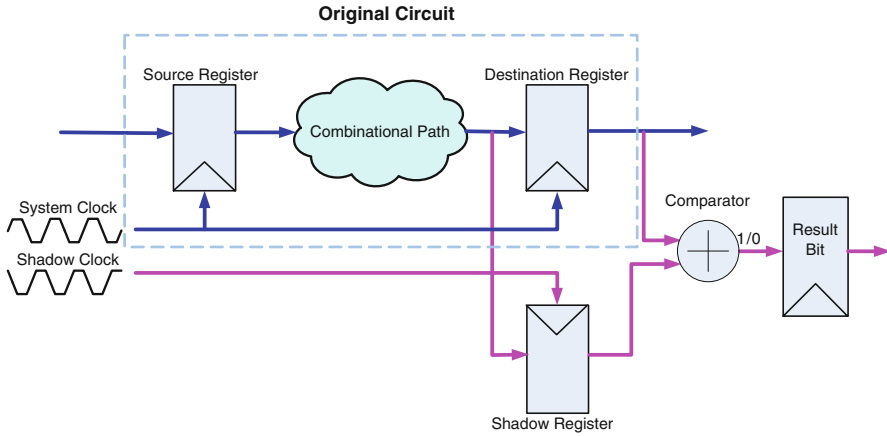 Original Circuit
Source Register
Destination Register
Combinational Path
System Clock
Shadow Clock
Comparator
1/0
Result
Bit
Shadow Register